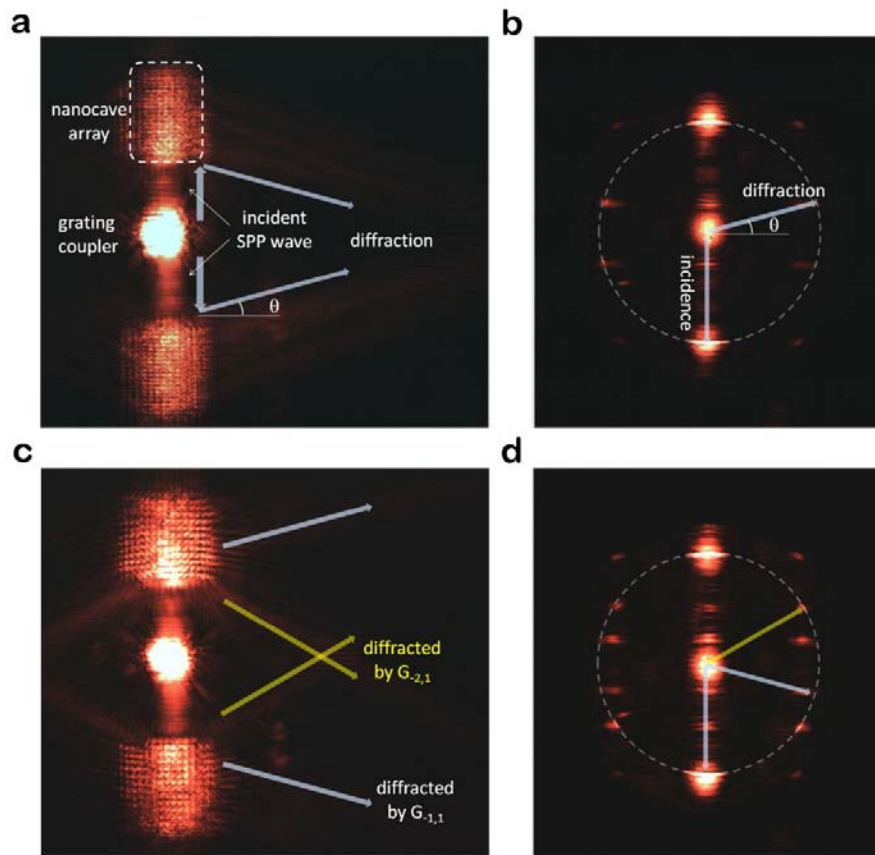 a
nanocave
array
grating
coupler
incident
SPP wave
diffraction
θ
b
diffraction
θ
incidence
c
diffracted
by G-2,1
diffracted
by G-1,1
d